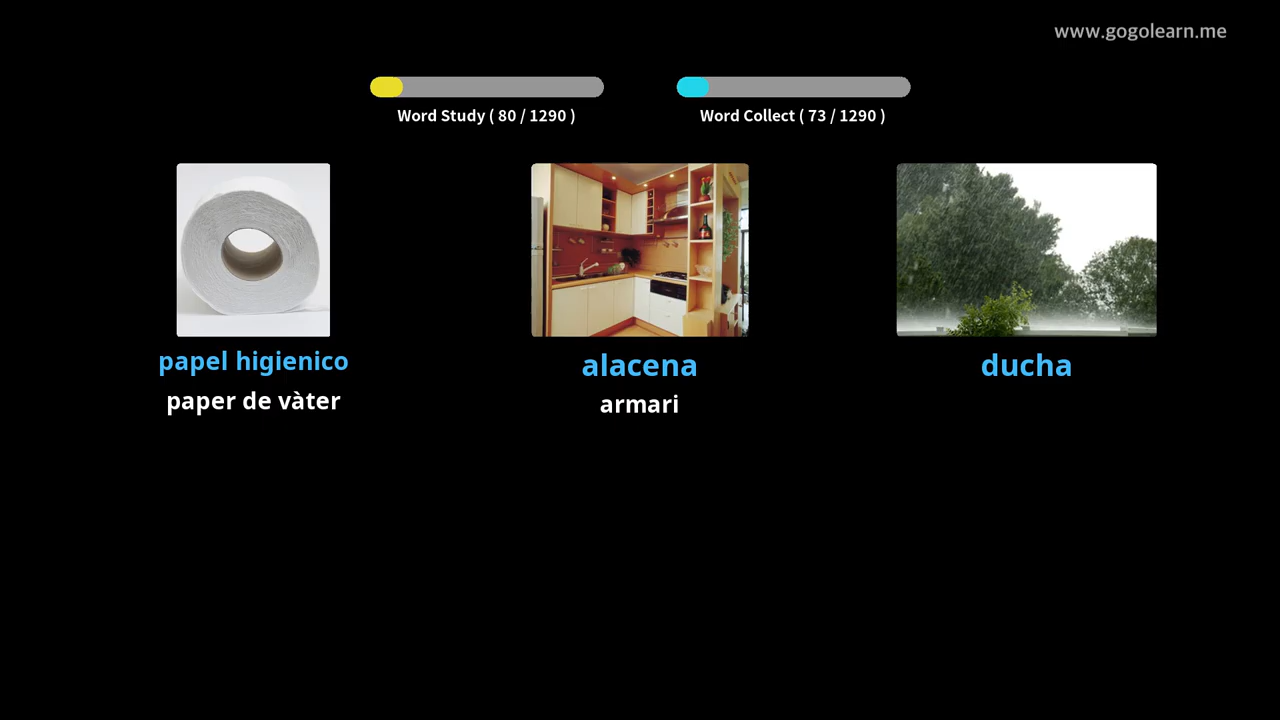 www.gogolearn.me
Word Study ( 80 / 1290 )
Word Collect ( 73 / 1290 )
papel higienico
paper de vàter
alacena
armari
ducha